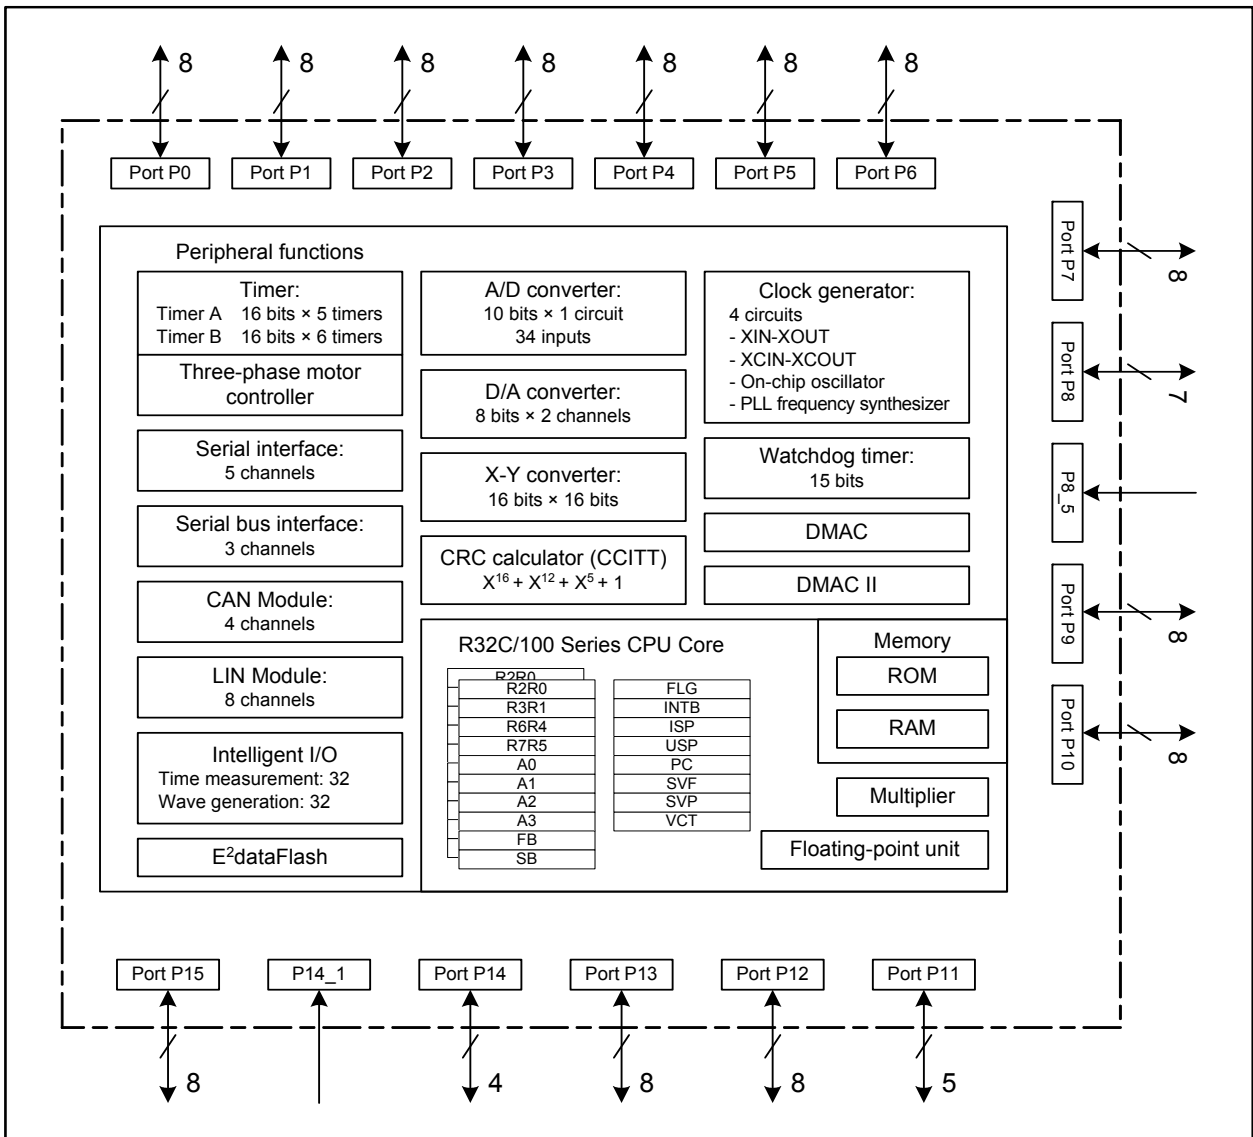 8 8 8 8 8 8 8
Port P0 Port P1 Port P2 Port P3 Port P4 Port P5 Port P6
Peripheral functions
Timer:
Timer A 16 bits × 5 timers
Timer B 16 bits × 6 timers
Three-phase motor
controller
Serial interface:
5 channels
Serial bus interface:
3 channels
CAN Module:
4 channels
LIN Module:
8 channels
Intelligent I/O
Time measurement: 32
Wave generation: 32
E²dataFlash
A/D converter:
10 bits × 1 circuit
34 inputs
D/A converter:
8 bits × 2 channels
X-Y converter:
16 bits × 16 bits
CRC calculator (CCITT)
X¹⁶ + X¹² + X⁵ + 1
Clock generator:
4 circuits
- XIN-XOUT
- XCIN-XCOUT
- On-chip oscillator
- PLL frequency synthesizer
Watchdog timer:
15 bits
DMAC
DMAC II
R32C/100 Series CPU Core
R2R0
R2R0
R3R1
R6R4
R7R5
A0
A1
A2
A3
FB
SB
FLG
INTB
ISP
USP
PC
SVF
SVP
VCT
Memory
ROM
RAM
Multiplier
Floating-point unit
Port P7
8
Port P8
7
P8_5
Port P9
8
Port P10
8
Port P15 P14_1 Port P14 Port P13 Port P12 Port P11
8 4 8 8 5